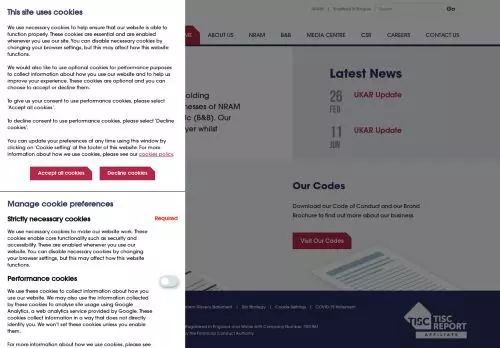 This site uses cookies
We use necessary cookies to help ensure that our website is able to
function properly. These cookies are essential and are enabled
whenever you use our site. You can disable necessary cookies by
changing your browser settings, but this may affect how this website
functions.
We would also like to use optional cookies for performance purposes
to collect information about how you use our website and to help us
improve your experience. These cookies are optional and you can
choose to accept or decline them.
To give us your consent to use performance cookies, please select
'Accept all cookies'.
To decline consent to use performance cookies, please select 'Decline
cookies'.
You can update your preferences at any time using this window by
clicking on 'Cookie setting' at the footer of this website. For more
information about how we use cookies, please see our cookies policy.
Accept all cookies
Decline cookies
Manage cookie preferences
Strictly necessary cookies
Required
We use necessary cookies to make our website work. These
cookies enable core functionality such as security and
accessibility. These are enabled whenever you use our
website. You can disable necessary cookies by changing
your browser settings, but this may affect how this website
functions.
Performance cookies
We use these cookies to collect information about how you
use our website. We may also use the information collected
by these cookies to analyse site usage using Google
Analytics, a web analytics service provided by Google. These
cookies collect information in a way that does not directly
identify you. We won't set these cookies unless you enable
them.
For more information about how we use cookies, please see
NRAM | Bradford & Bingley
Search
Go
ABOUT US
NRAM
B&B
MEDIA CENTRE
CSR
CAREERS
CONTACT US
olding
nesses of NRAM
lc (B&B). Our
yer whilst
Latest News
26
FEB
UKAR Update
11
JUN
UKAR Update
Our Codes
Download our Code of Conduct and our Brand
Brochure to find out more about our business
Visit Our Codes
Slavery Statement | Tax Strategy | Cookie Settings | COVID-19 Statement
Registered in England and Wales with Company Number
the Financial Conduct Authority
TISC
TISC
REPORT
AFFILIATE